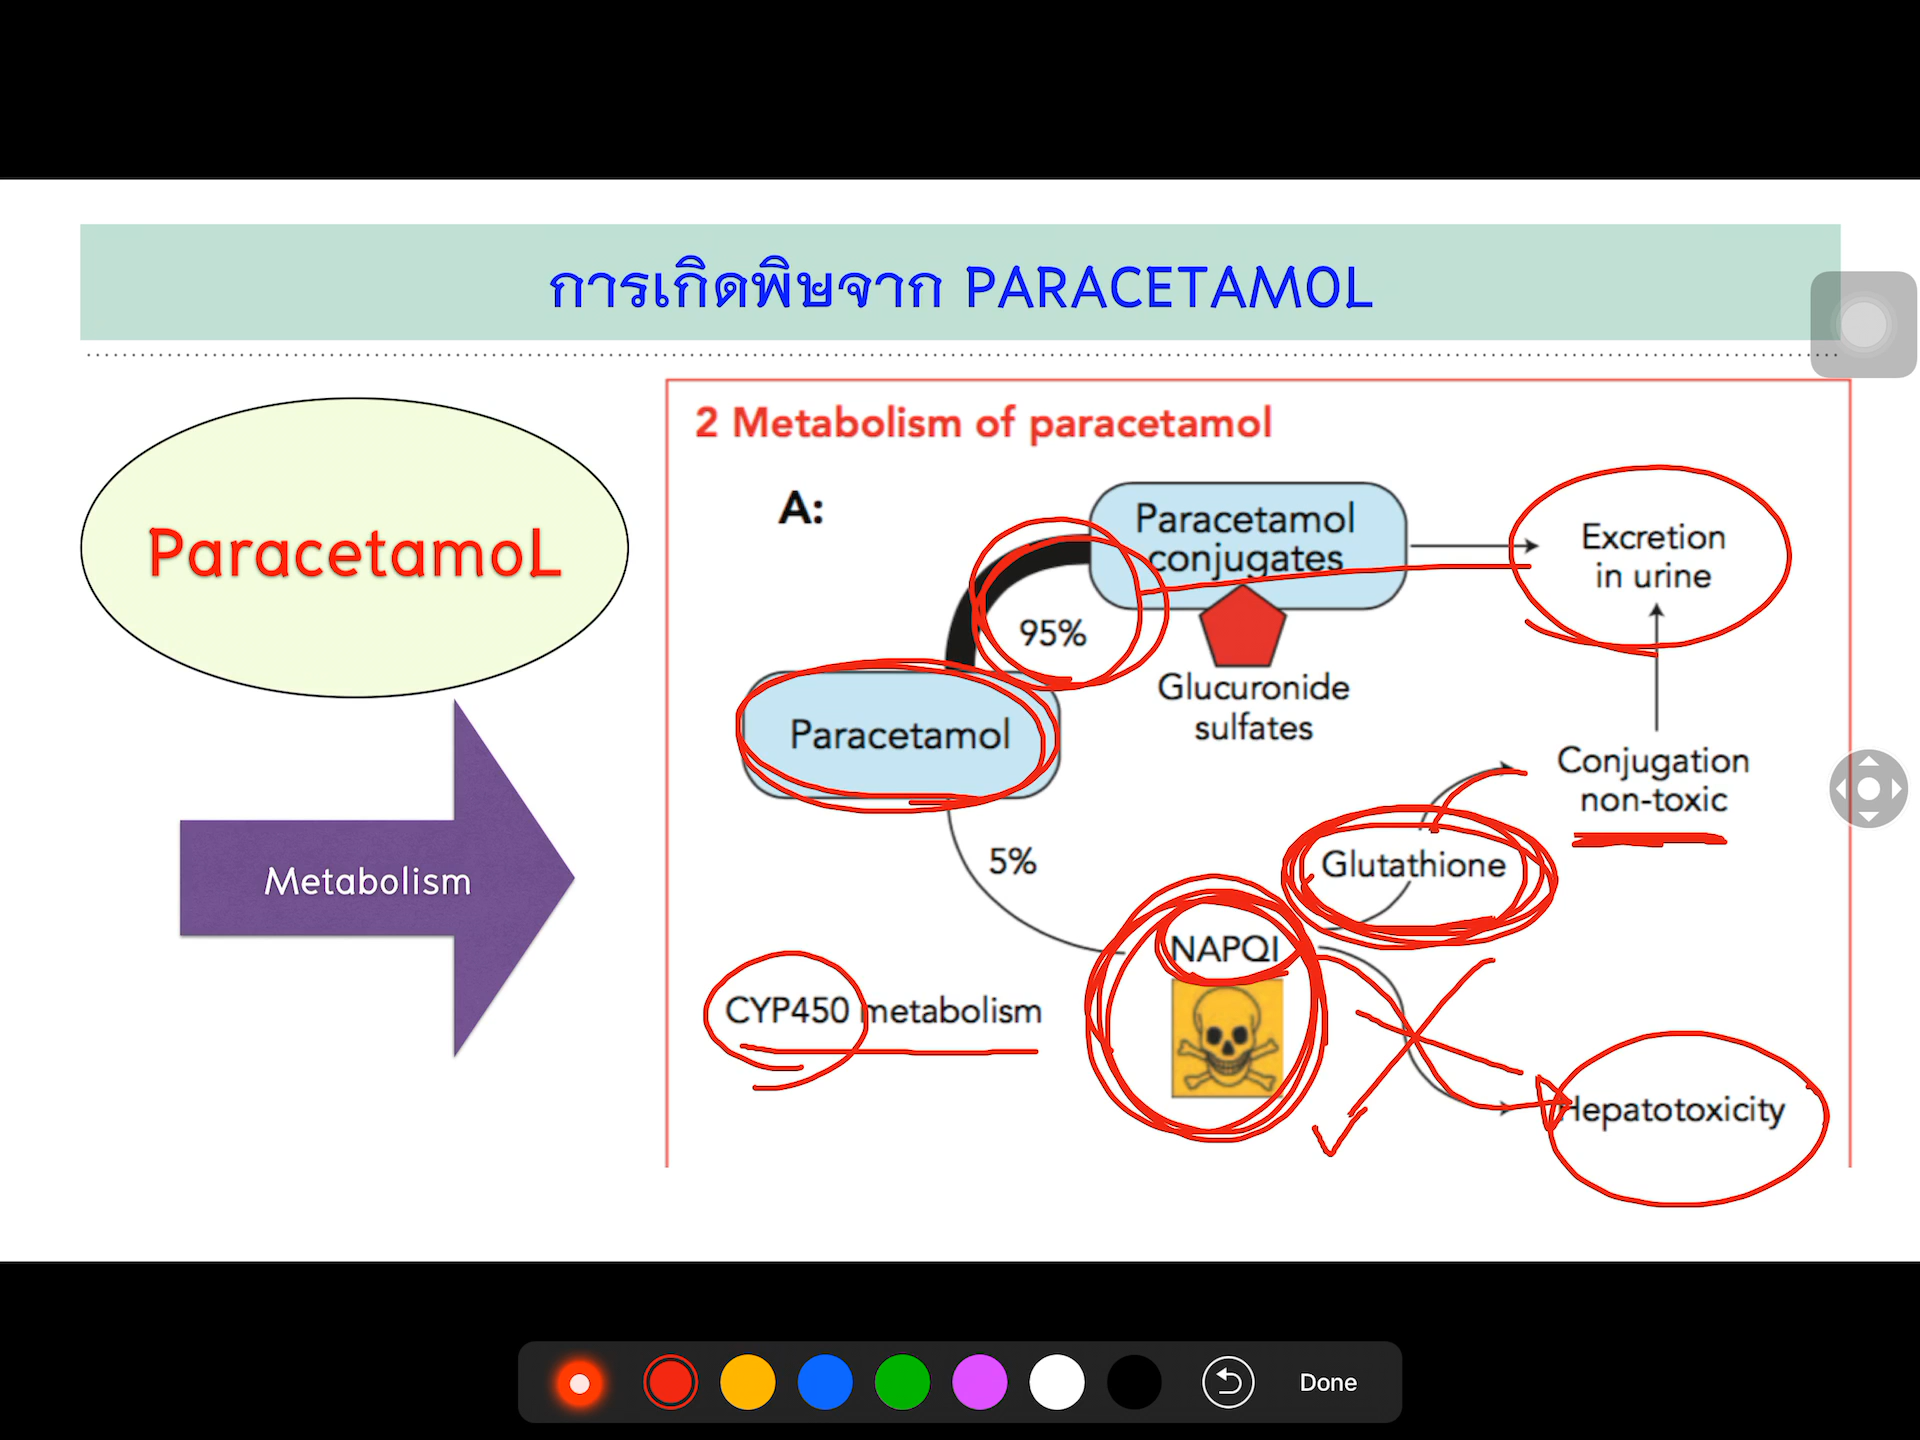 การเกิดพิษจาก PARACETAMOL
ParacetamoL
Metabolism
2 Metabolism of paracetamol
A:
Paracetamol
conjugates
Excretion
in urine
95%
Glucuronide
sulfates
Paracetamol
Conjugation
non-toxic
5%
Glutathione
NAPQI
CYP450 metabolism
Hepatotoxicity
Done